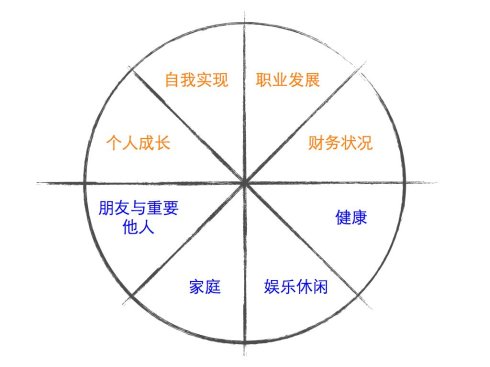 自我实现
职业发展
个人成长
财务状况
朋友与重要
他人
健康
家庭
娱乐休闲